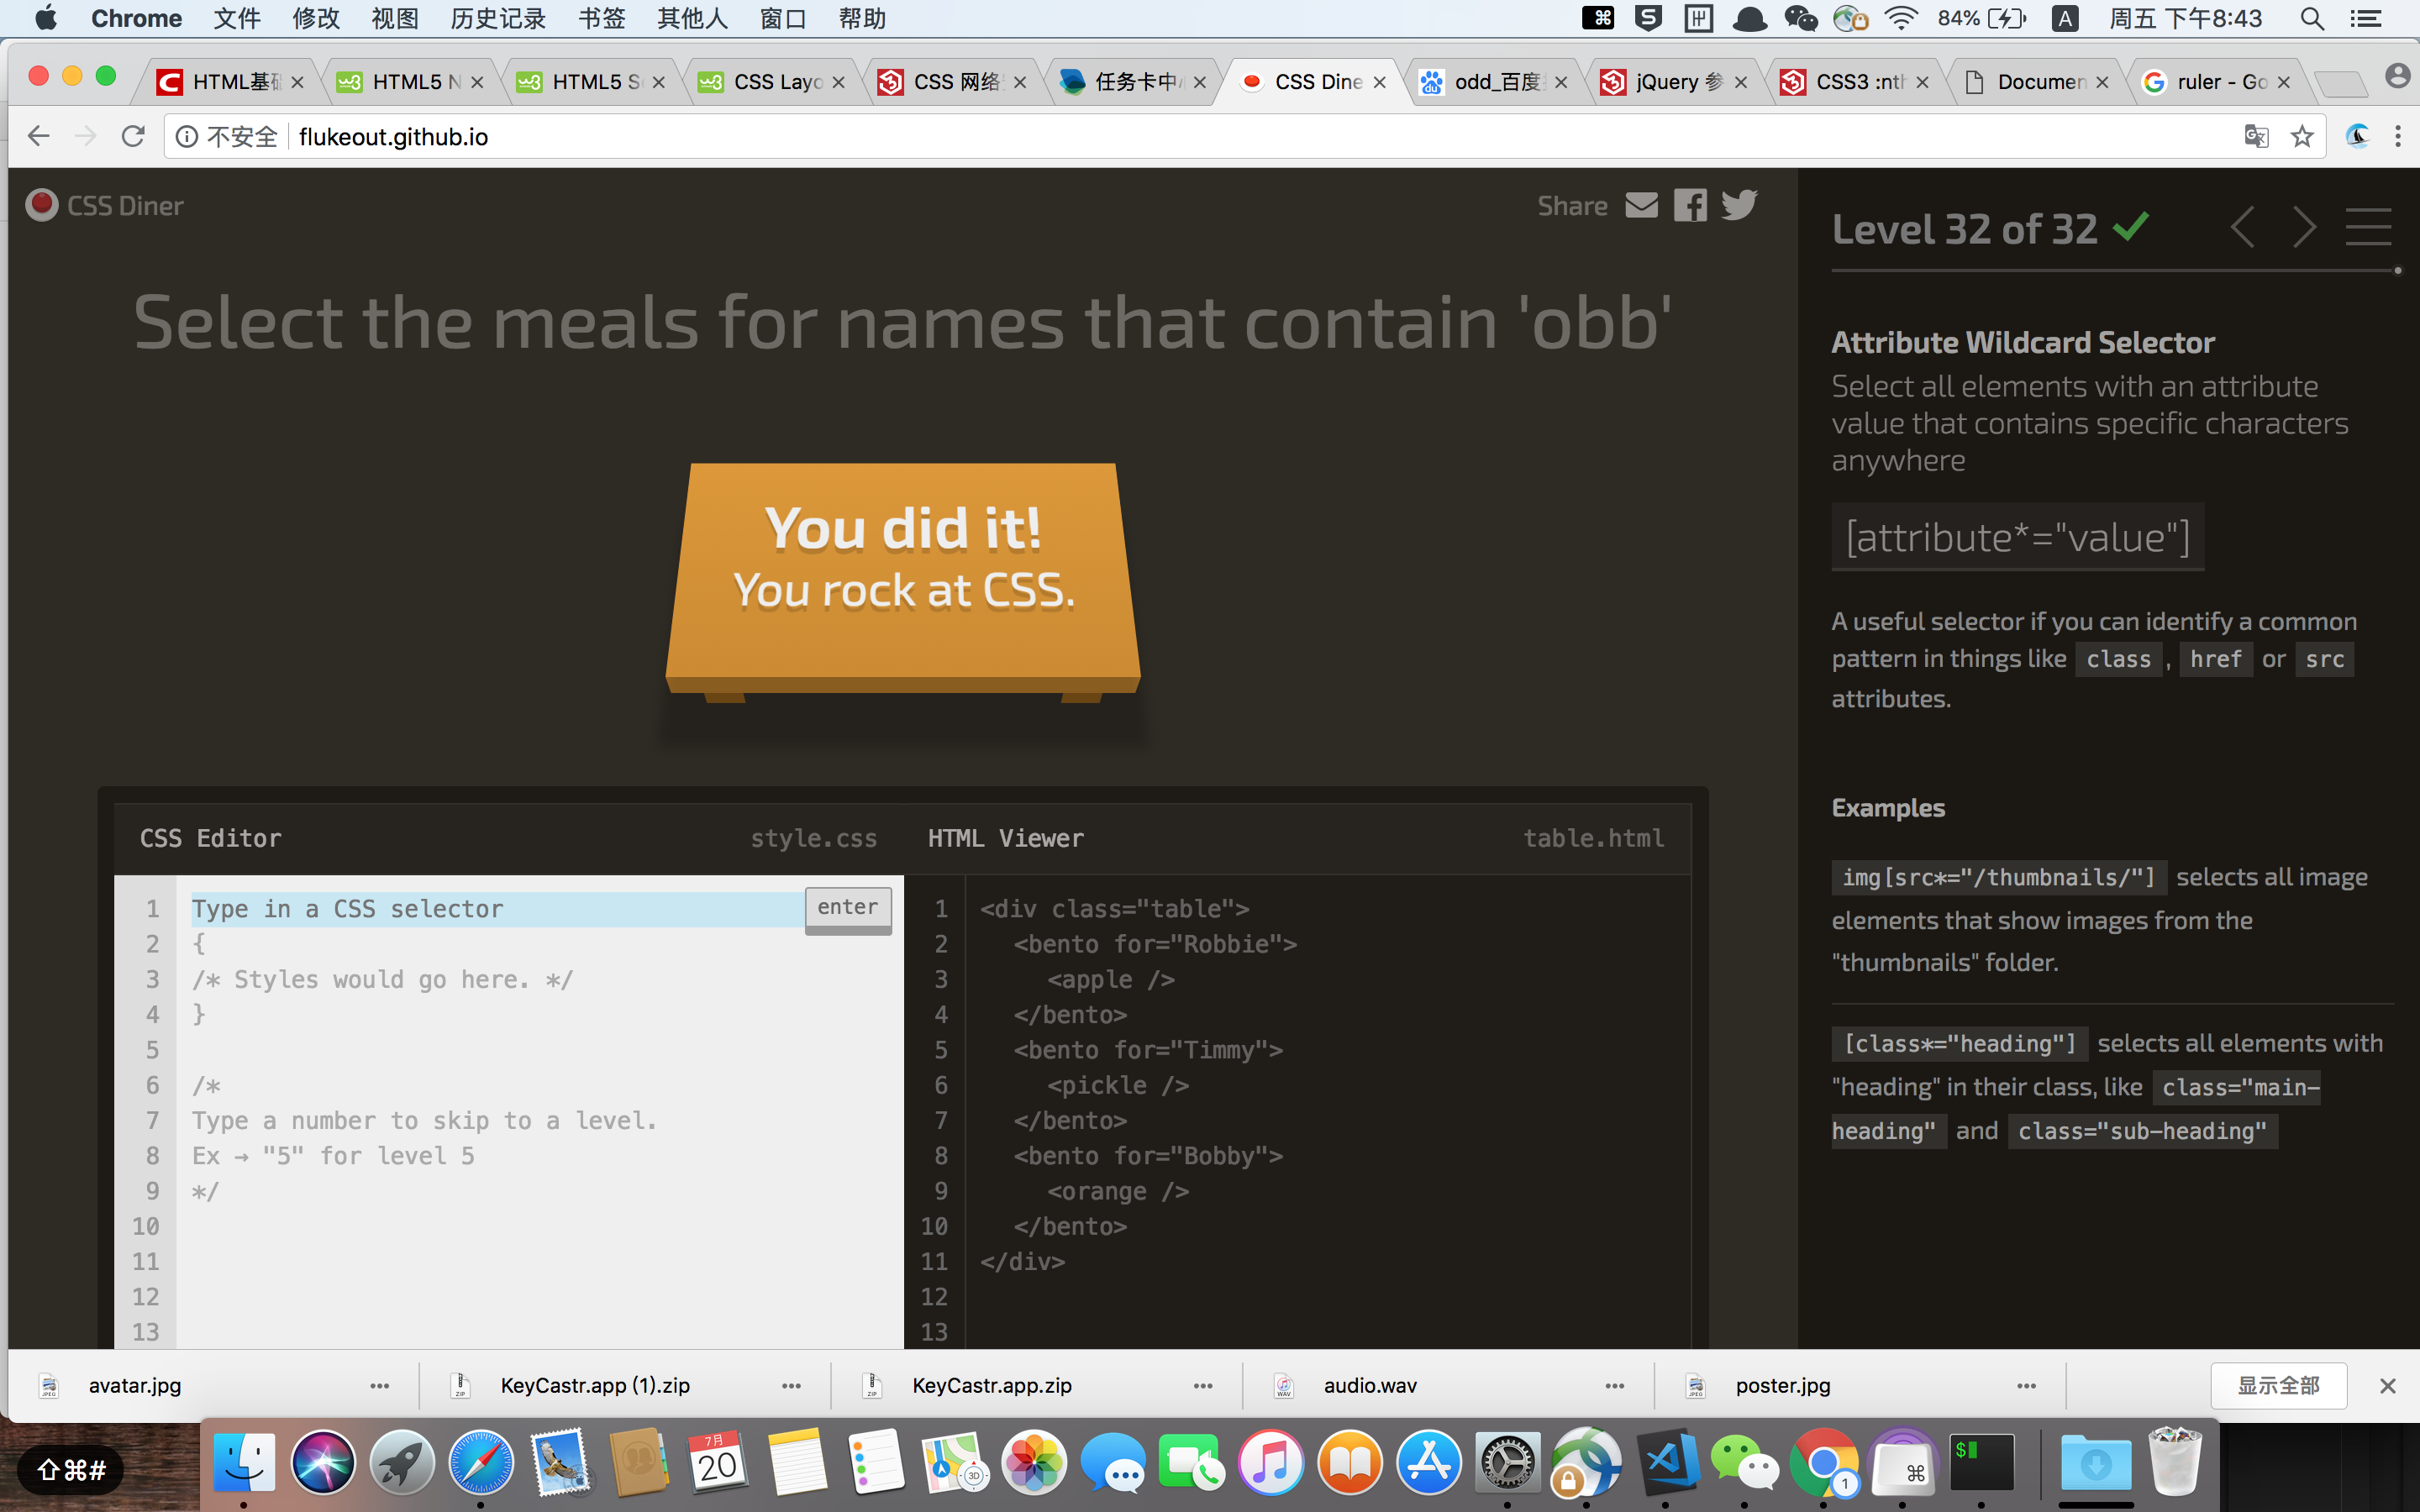 Chrome 文件 修改 视图 历史记录 书签 其他人 窗口 帮助 84% A 周五 下午8:43
HTML基 HTML5 N HTML5 S CSS Layo CSS 网络 任务卡中 CSS Dine odd_百度 jQuery 参 CSS3 :nth Documen ruler - Go
不安全 flukeout.github.io
CSS Diner
Share
Select the meals for names that contain 'obb'
You did it!
You rock at CSS.
CSS Editor style.css
1 Type in a CSS selector enter
2 {
3 /* Styles would go here. */
4 }
5
6 /*
7 Type a number to skip to a level.
8 Ex → "5" for level 5
9 */
10
11
12
13
HTML Viewer table.html
1 <div class="table">
2 <bento for="Robbie">
3 <apple />
4 </bento>
5 <bento for="Timmy">
6 <pickle />
7 </bento>
8 <bento for="Bobby">
9 <orange />
10 </bento>
11 </div>
12
13
Level 32 of 32
Attribute Wildcard Selector
Select all elements with an attribute
value that contains specific characters
anywhere
[attribute*="value"]
A useful selector if you can identify a common
pattern in things like class , href or src
attributes.
Examples
img[src*="/thumbnails/"] selects all image
elements that show images from the
"thumbnails" folder.
[class*="heading"] selects all elements with
"heading" in their class, like class="main-
heading" and class="sub-heading"
avatar.jpg KeyCastr.app (1).zip KeyCastr.app.zip audio.wav poster.jpg 显示全部
⇧⌘#
7月
20
3D
1
⌘
$